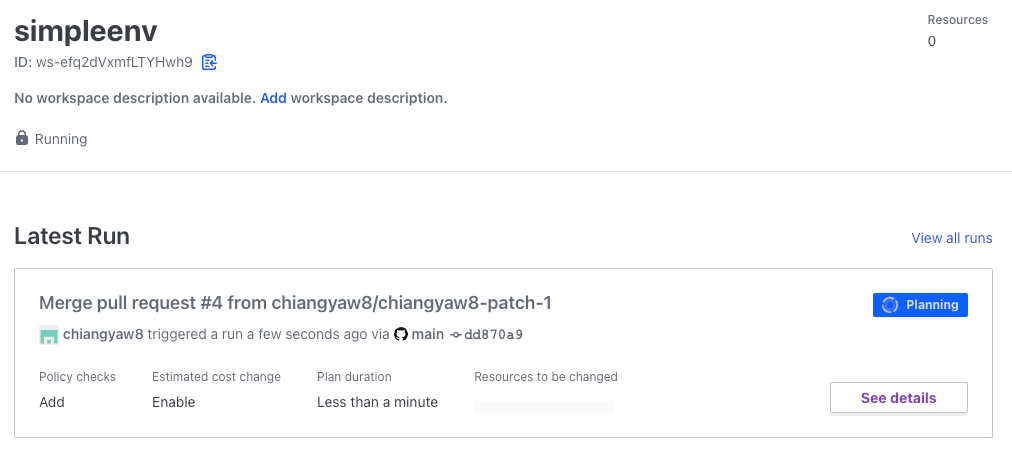 simpleenv
Resources
0
ID: ws-efq2dVxmfLTYHwh9
No workspace description available. Add workspace description.
Running
Latest Run
View all runs
Merge pull request #4 from chiangyaw8/chiangyaw8-patch-1
Planning
chiangyaw8 triggered a run a few seconds ago via main dd870a9
Policy checks Estimated cost change Plan duration Resources to be changed
Add Enable Less than a minute
See details